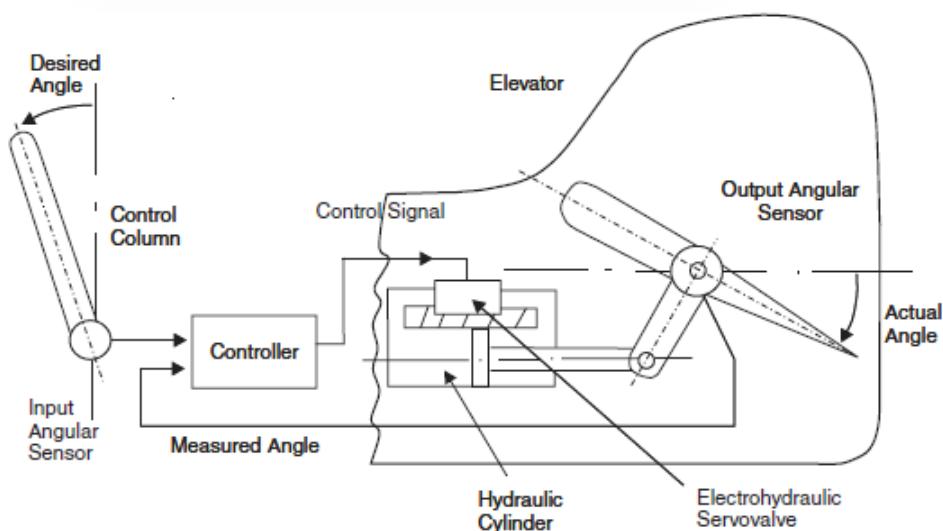 Desired
Angle
Elevator
Control
Column
Control Signal
Output Angular
Sensor
Actual
Angle
Controller
Input
Angular
Sensor
Measured Angle
Hydraulic
Cylinder
Electrohydraulic
Servovalve